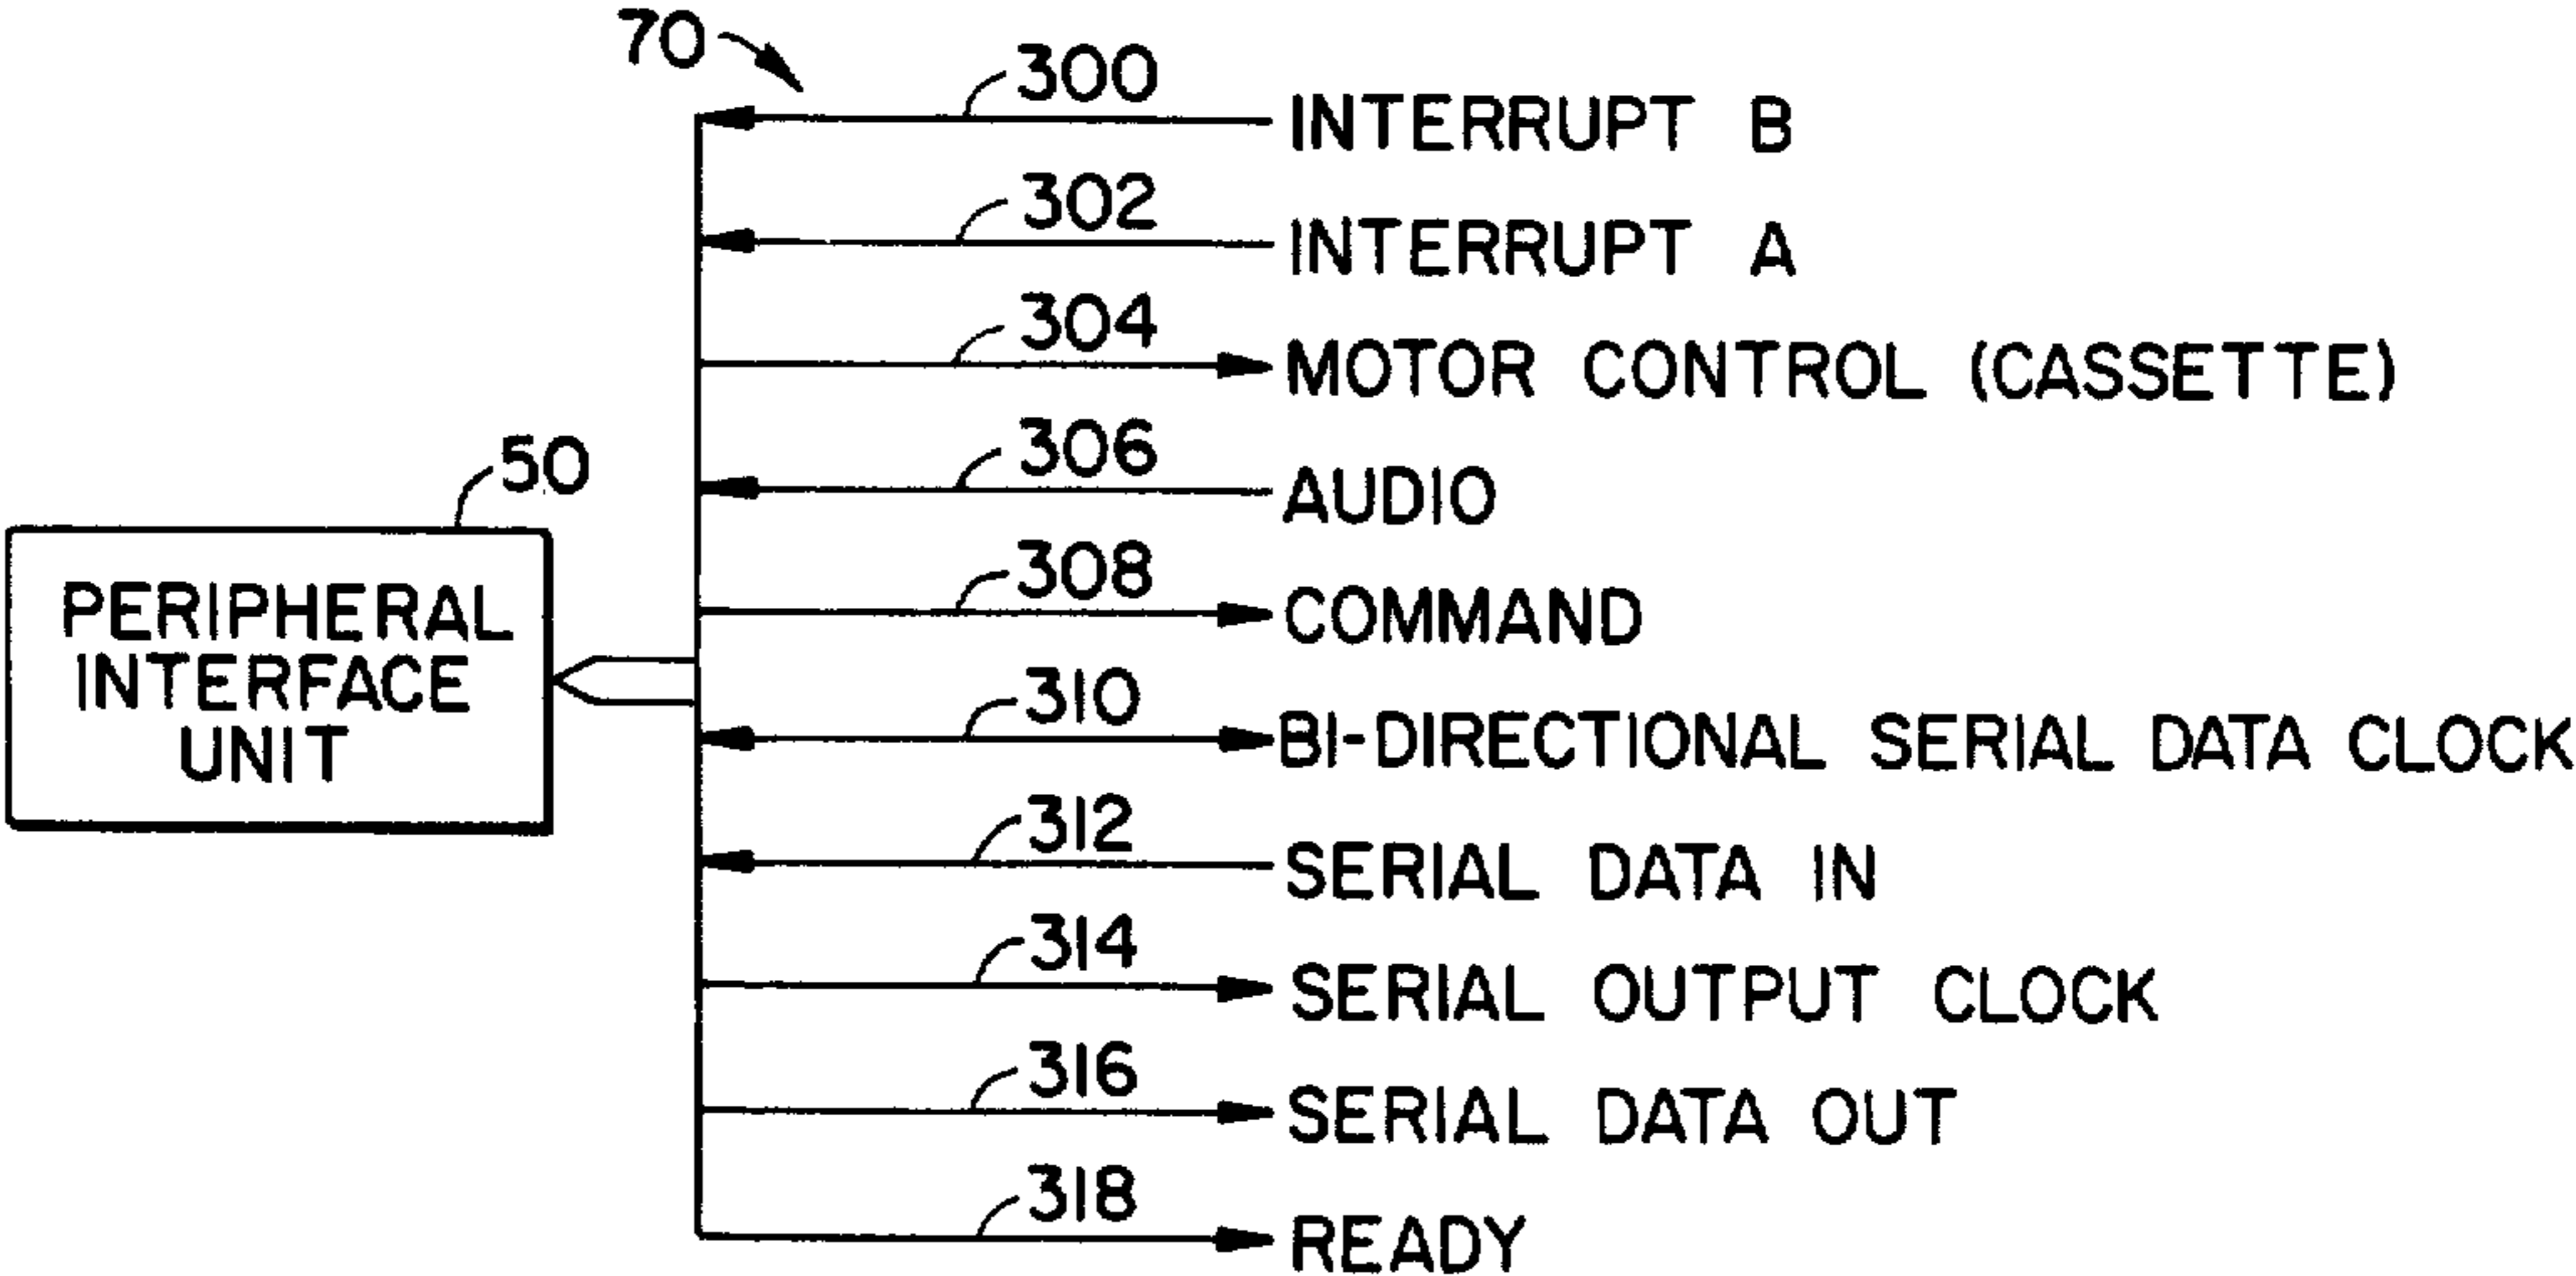 70
300
INTERRUPT B
302
INTERRUPT A
304
MOTOR CONTROL (CASSETTE)
306
AUDIO
50
308
COMMAND
PERIPHERAL
INTERFACE
UNIT
310
BI-DIRECTIONAL SERIAL DATA CLOCK
312
SERIAL DATA IN
314
SERIAL OUTPUT CLOCK
316
SERIAL DATA OUT
318
READY